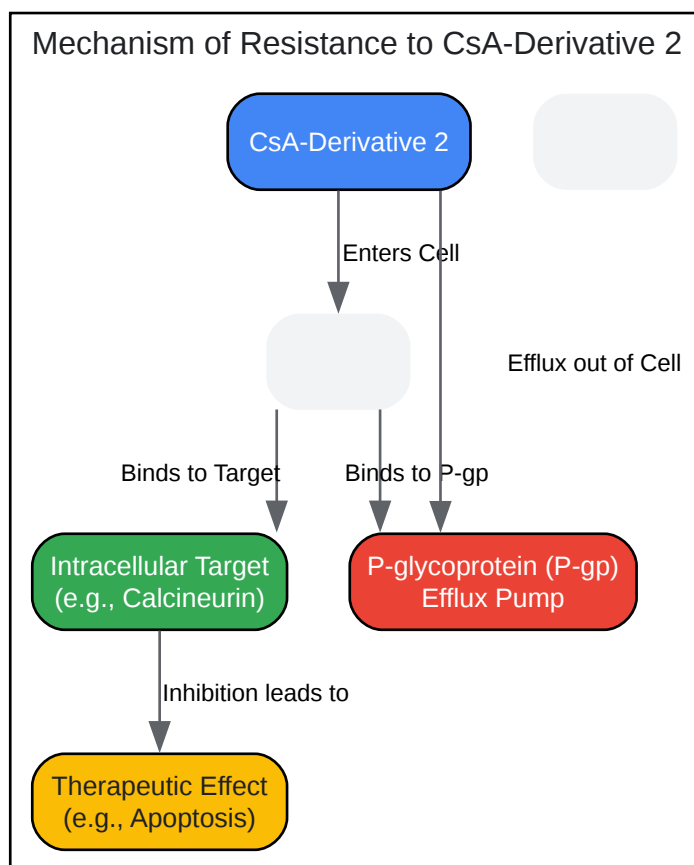 Mechanism of Resistance to CsA-Derivative 2
CsA-Derivative 2
Enters Cell
Efflux out of Cell
Binds to Target
Binds to P-gp
Intracellular Target
(e.g., Calcineurin)
P-glycoprotein (P-gp)
Efflux Pump
Inhibition leads to
Therapeutic Effect
(e.g., Apoptosis)